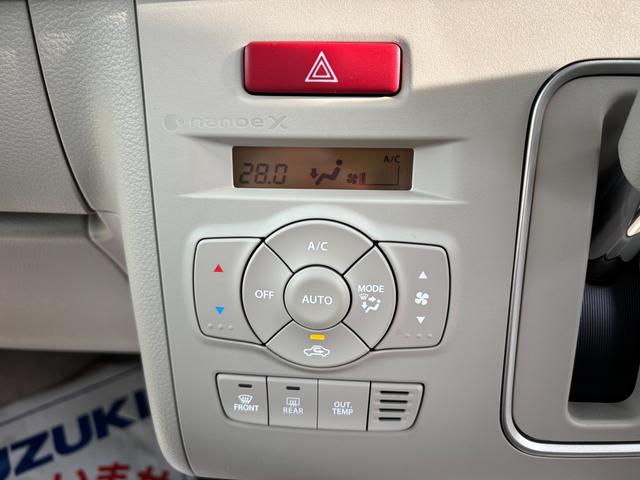 nanoe X
28.0
A/C
A/C
OFF
AUTO
MODE
FRONT
REAR
OUT.
TEMP
SUZUKI